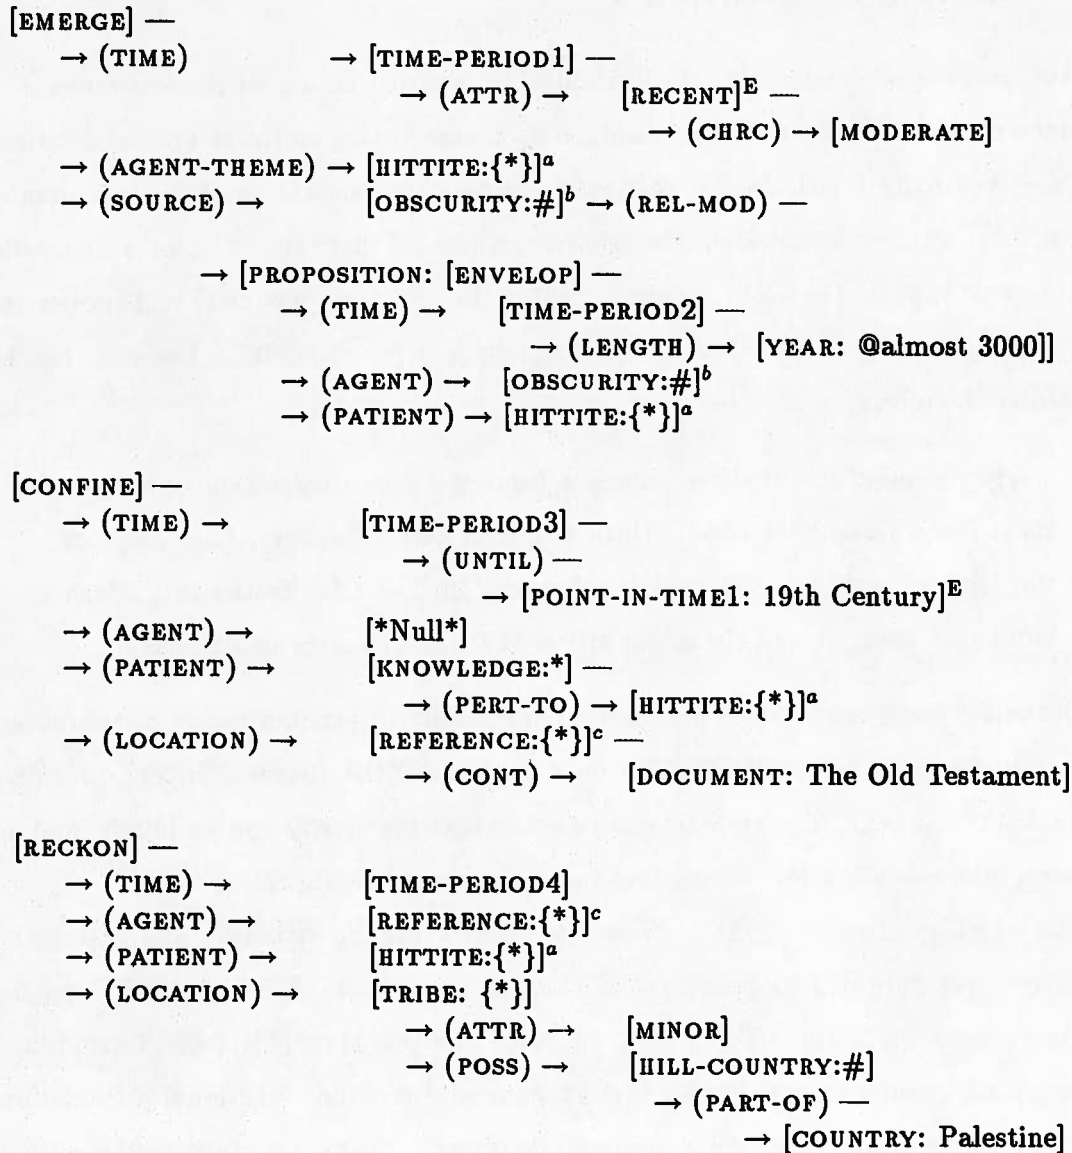 [EMERGE] —
→ (TIME) → [TIME-PERIOD1] —
→ (ATTR) → [RECENT]ᴱ —
→ (CHRC) → [MODERATE]
→ (AGENT-THEME) → [HITTITE:{*}]ᵃ
→ (SOURCE) → [OBSCURITY:#]ᵇ → (REL-MOD) —
→ [PROPOSITION: [ENVELOP] —
→ (TIME) → [TIME-PERIOD2] —
→ (LENGTH) → [YEAR: @almost 3000]]
→ (AGENT) → [OBSCURITY:#]ᵇ
→ (PATIENT) → [HITTITE:{*}]ᵃ
[CONFINE] —
→ (TIME) → [TIME-PERIOD3] —
→ (UNTIL) —
→ [POINT-IN-TIME1: 19th Century]ᴱ
→ (AGENT) → [*Null*]
→ (PATIENT) → [KNOWLEDGE:*] —
→ (PERT-TO) → [HITTITE:{*}]ᵃ
→ (LOCATION) → [REFERENCE:{*}]ᶜ —
→ (CONT) → [DOCUMENT: The Old Testament]
[RECKON] —
→ (TIME) → [TIME-PERIOD4]
→ (AGENT) → [REFERENCE:{*}]ᶜ
→ (PATIENT) → [HITTITE:{*}]ᵃ
→ (LOCATION) → [TRIBE: {*}]
→ (ATTR) → [MINOR]
→ (POSS) → [HILL-COUNTRY:#]
→ (PART-OF) —
→ [COUNTRY: Palestine]